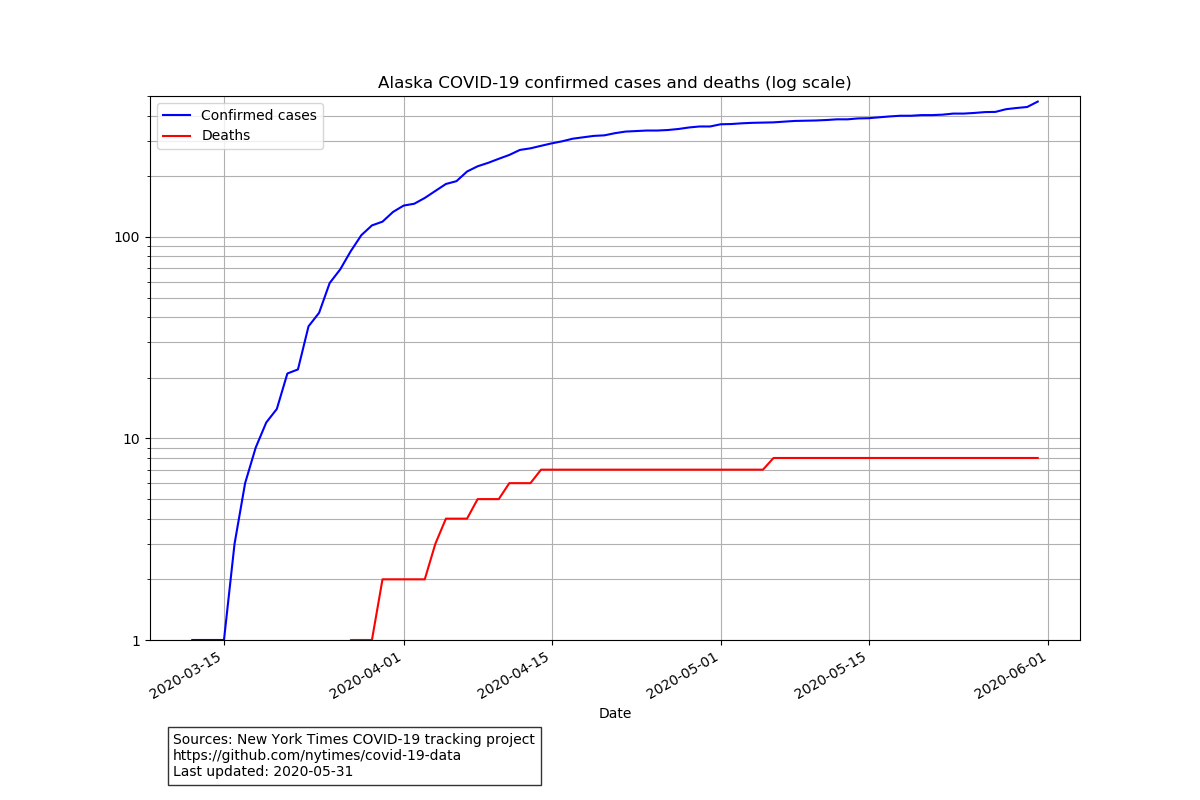 Alaska COVID-19 confirmed cases and deaths (log scale)
Confirmed cases
Deaths
100
10
1
2020-03-15
2020-04-01
2020-04-15
2020-05-01
2020-05-15
2020-06-01
Date
Sources: New York Times COVID-19 tracking project
https://github.com/nytimes/covid-19-data
Last updated: 2020-05-31